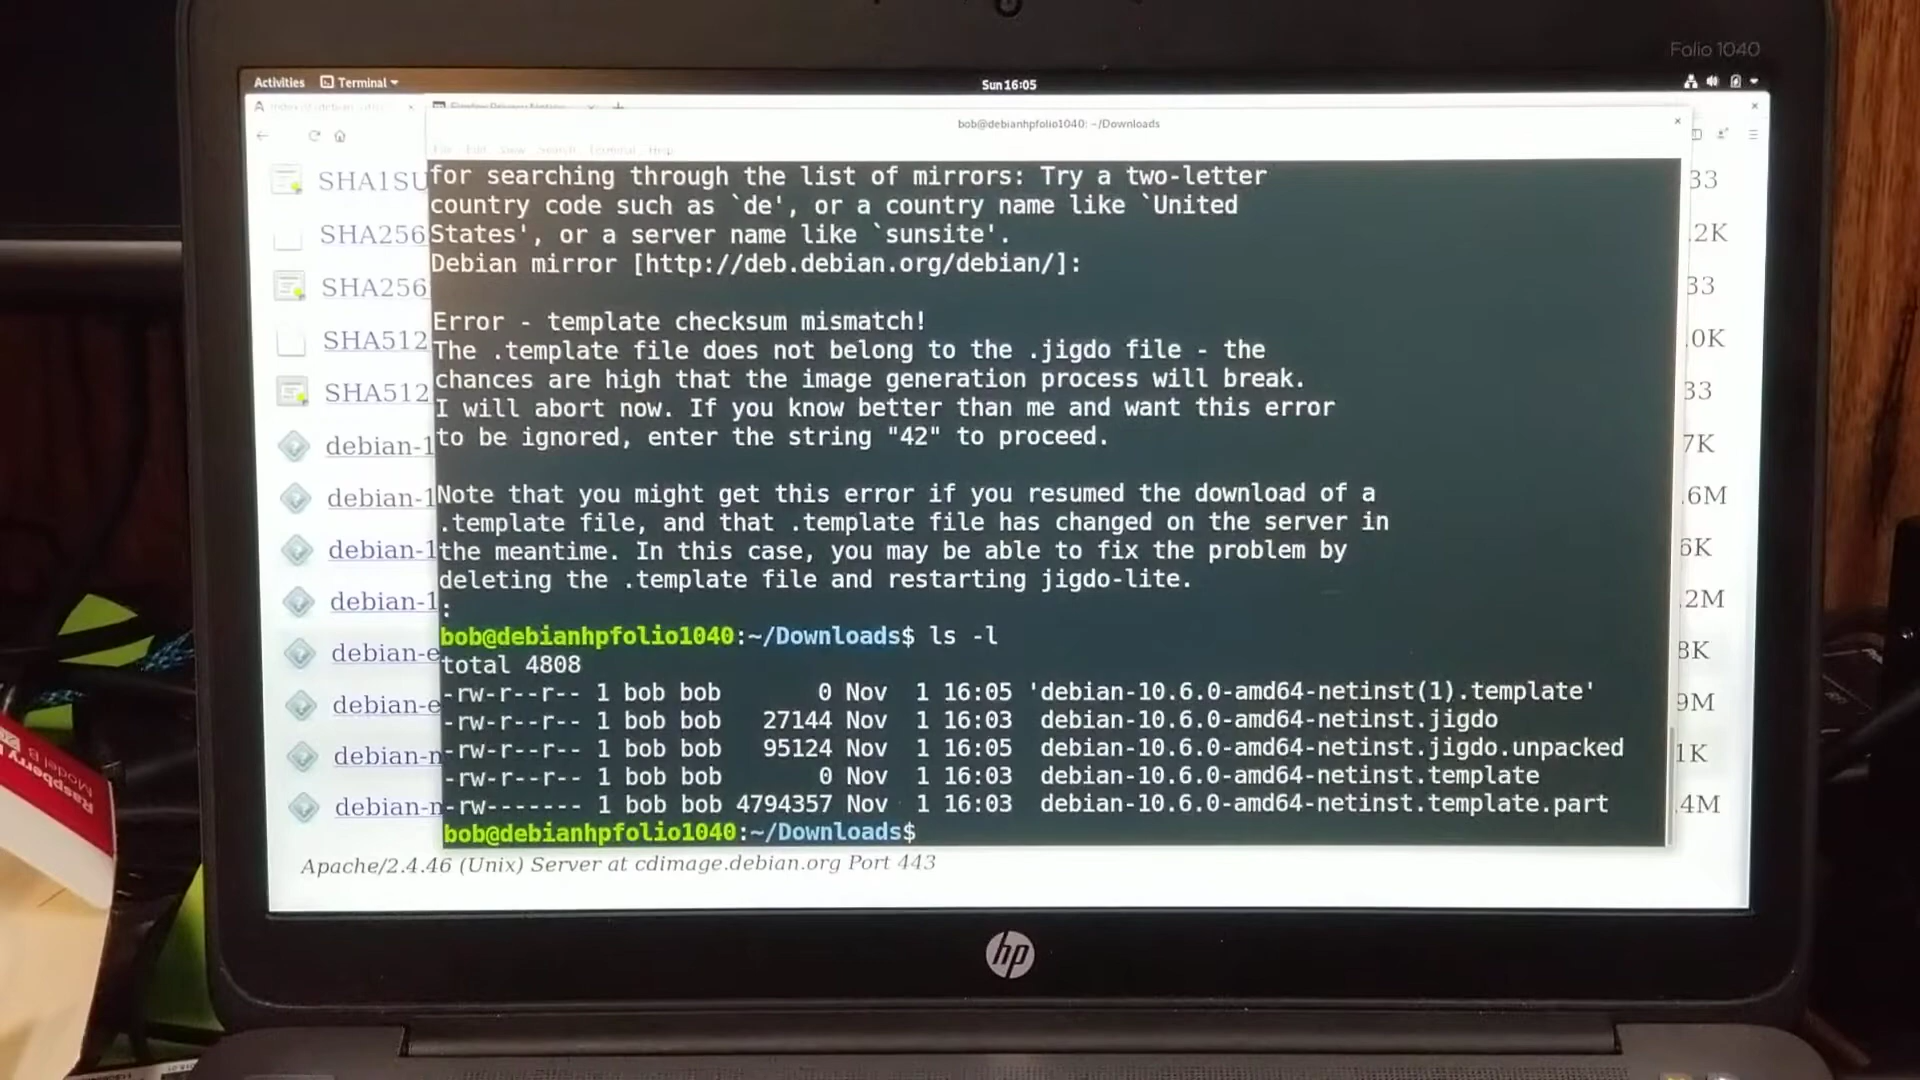 Folio 1040
Activities Terminal
Sun 16:05
bob@debianhpfolio1040: ~/Downloads
File Edit View Search Terminal Help
for searching through the list of mirrors: Try a two-letter
country code such as `de', or a country name like `United
States', or a server name like `sunsite'.
Debian mirror [http://deb.debian.org/debian/]:
Error - template checksum mismatch!
The .template file does not belong to the .jigdo file - the
chances are high that the image generation process will break.
I will abort now. If you know better than me and want this error
to be ignored, enter the string "42" to proceed.
Note that you might get this error if you resumed the download of a
.template file, and that .template file has changed on the server in
the meantime. In this case, you may be able to fix the problem by
deleting the .template file and restarting jigdo-lite.
:
bob@debianhpfolio1040:~/Downloads$ ls -l
total 4808
-rw-r--r-- 1 bob bob 0 Nov 1 16:05 'debian-10.6.0-amd64-netinst(1).template'
-rw-r--r-- 1 bob bob 27144 Nov 1 16:03 debian-10.6.0-amd64-netinst.jigdo
-rw-r--r-- 1 bob bob 95124 Nov 1 16:05 debian-10.6.0-amd64-netinst.jigdo.unpacked
-rw-r--r-- 1 bob bob 0 Nov 1 16:03 debian-10.6.0-amd64-netinst.template
-rw------- 1 bob bob 4794357 Nov 1 16:03 debian-10.6.0-amd64-netinst.template.part
bob@debianhpfolio1040:~/Downloads$
SHA1SU 33
SHA256 .2K
SHA256 33
SHA512 .0K
SHA512 33
debian-1 7K
debian-1 .6M
debian-1 6K
debian-1 .2M
debian-e 8K
debian-e 9M
debian-n 1K
debian-n .4M
Apache/2.4.46 (Unix) Server at cdimage.debian.org Port 443
hp
Raspberry
Model B